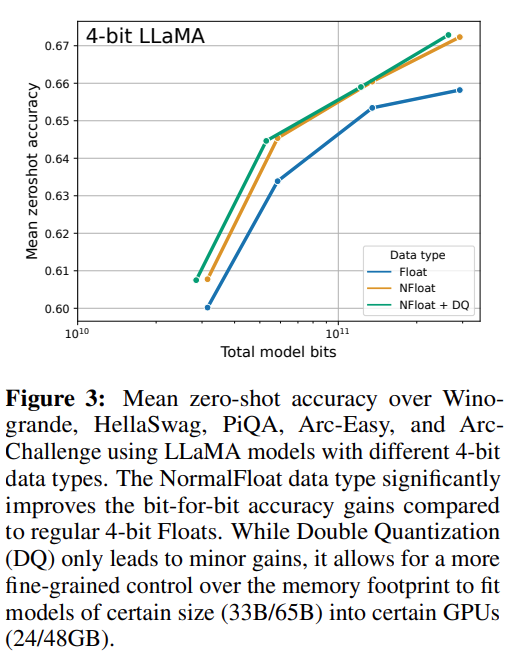 4-bit LLaMA
0.67
0.66
0.65
0.64
0.63
0.62
0.61
0.60
Mean zeroshot accuracy
10^10
10^11
Total model bits
Data type
Float
NFloat
NFloat + DQ
Figure 3: Mean zero-shot accuracy over Wino-
grande, HellaSwag, PiQA, Arc-Easy, and Arc-
Challenge using LLaMA models with different 4-bit
data types. The NormalFloat data type significantly
improves the bit-for-bit accuracy gains compared
to regular 4-bit Floats. While Double Quantization
(DQ) only leads to minor gains, it allows for a more
fine-grained control over the memory footprint to fit
models of certain size (33B/65B) into certain GPUs
(24/48GB).